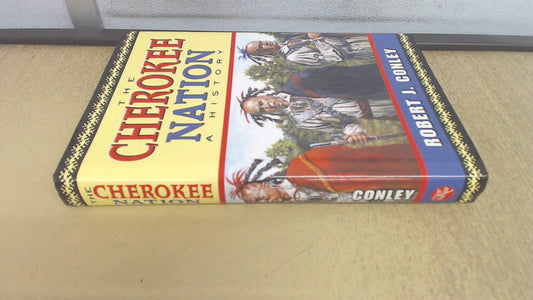 THE
CHEROKEE
NATION
A HISTORY
ROBERT J. CONLEY
THE
CHEROKEE
NATION
CONLEY